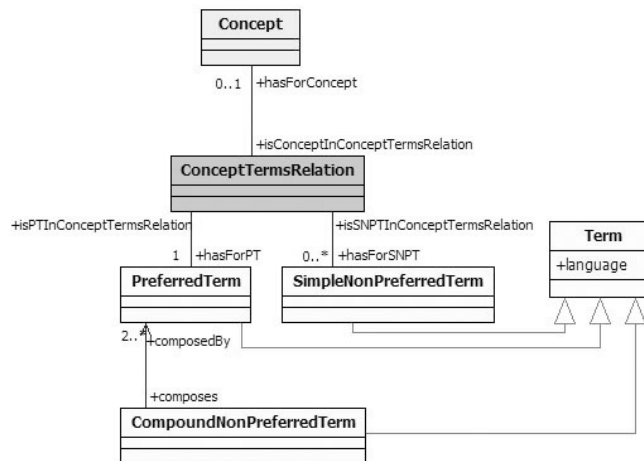 Concept
0..1
+hasForConcept
+isConceptInConceptTermsRelation
ConceptTermsRelation
+isPTInConceptTermsRelation
+isSNPTInConceptTermsRelation
1
+hasForPT
0..*
+hasForSNPT
Term
+language
PreferredTerm
SimpleNonPreferredTerm
2..*
+composedBy
+composes
CompoundNonPreferredTerm